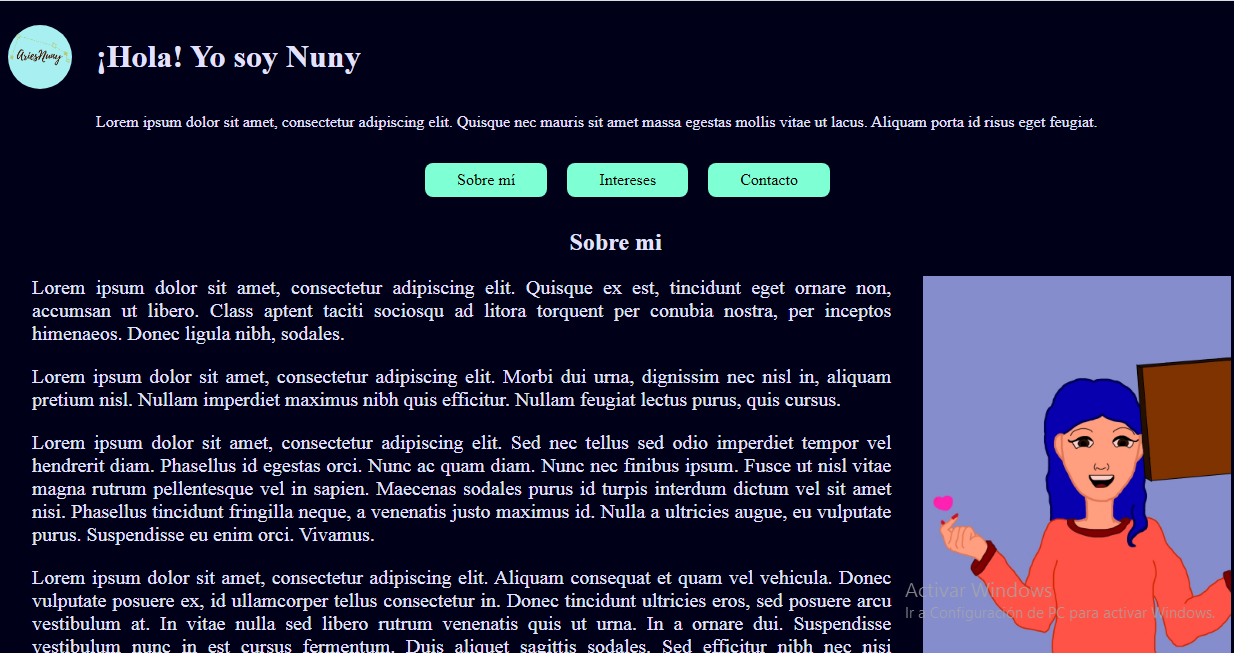 AriesNuny
¡Hola! Yo soy Nuny
Lorem ipsum dolor sit amet, consectetur adipiscing elit. Quisque nec mauris sit amet massa egestas mollis vitae ut lacus. Aliquam porta id risus eget feugiat.
Sobre mí
Intereses
Contacto
Sobre mi
Lorem ipsum dolor sit amet, consectetur adipiscing elit. Quisque ex est, tincidunt eget ornare non,
accumsan ut libero. Class aptent taciti sociosqu ad litora torquent per conubia nostra, per inceptos
himenaeos. Donec ligula nibh, sodales.
Lorem ipsum dolor sit amet, consectetur adipiscing elit. Morbi dui urna, dignissim nec nisl in, aliquam
pretium nisl. Nullam imperdiet maximus nibh quis efficitur. Nullam feugiat lectus purus, quis cursus.
Lorem ipsum dolor sit amet, consectetur adipiscing elit. Sed nec tellus sed odio imperdiet tempor vel
hendrerit diam. Phasellus id egestas orci. Nunc ac quam diam. Nunc nec finibus ipsum. Fusce ut nisl vitae
magna rutrum pellentesque vel in sapien. Maecenas sodales purus id turpis interdum dictum vel sit amet
nisi. Phasellus tincidunt fringilla neque, a venenatis justo maximus id. Nulla a ultricies augue, eu vulputate
purus. Suspendisse eu enim orci. Vivamus.
Lorem ipsum dolor sit amet, consectetur adipiscing elit. Aliquam consequat et quam vel vehicula. Donec
vulputate posuere ex, id ullamcorper tellus consectetur in. Donec tincidunt ultricies eros, sed posuere arcu
vestibulum at. In vitae nulla sed libero rutrum venenatis quis ut urna. In a ornare dui. Suspendisse
vestibulum nunc in est cursus fermentum. Duis aliquet sagittis sodales. Sed efficitur nibh nec nisi
Activar Windows
Ir a Configuración de PC para activar Windows.